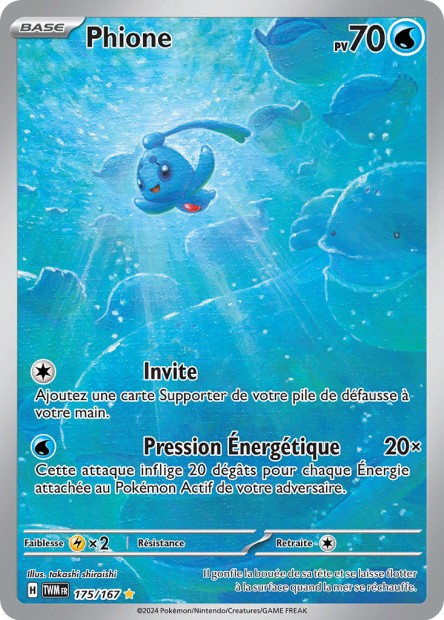 BASE Phione PV 70
Invite
Ajoutez une carte Supporter de votre pile de défausse à
votre main.
Pression Énergétique 20×
Cette attaque inflige 20 dégâts pour chaque Énergie
attachée au Pokémon Actif de votre adversaire.
Faiblesse ×2 Résistance Retraite
Illus. takashi shiraishi
H TWM FR 175/167
Il gonfle la bouée de sa tête et se laisse flotter
à la surface quand la mer se réchauffe.
©2024 Pokémon/Nintendo/Creatures/GAME FREAK